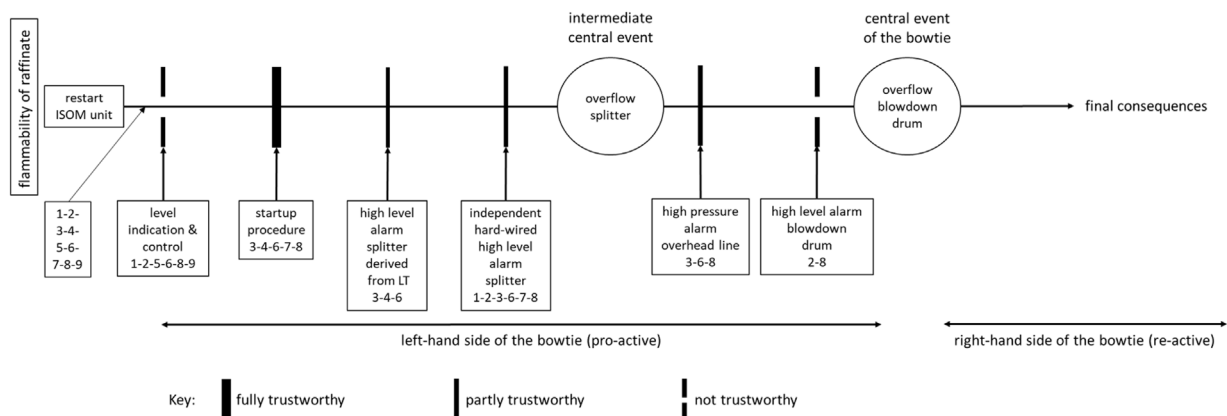 flammability of raffinate
restart
ISOM unit
intermediate
central event
overflow
splitter
central event
of the bowtie
overflow
blowdown
drum
final consequences
1-2-
3-4-
5-6-
7-8-9
level
indication &
control
1-2-5-6-8-9
startup
procedure
3-4-6-7-8
high level
alarm
splitter
derived
from LT
3-4-6
independent
hard-wired
high level
alarm
splitter
1-2-3-6-7-8
high pressure
alarm
overhead line
3-6-8
high level alarm
blowdown
drum
2-8
left-hand side of the bowtie (pro-active)
right-hand side of the bowtie (re-active)
Key:
fully trustworthy
partly trustworthy
not trustworthy